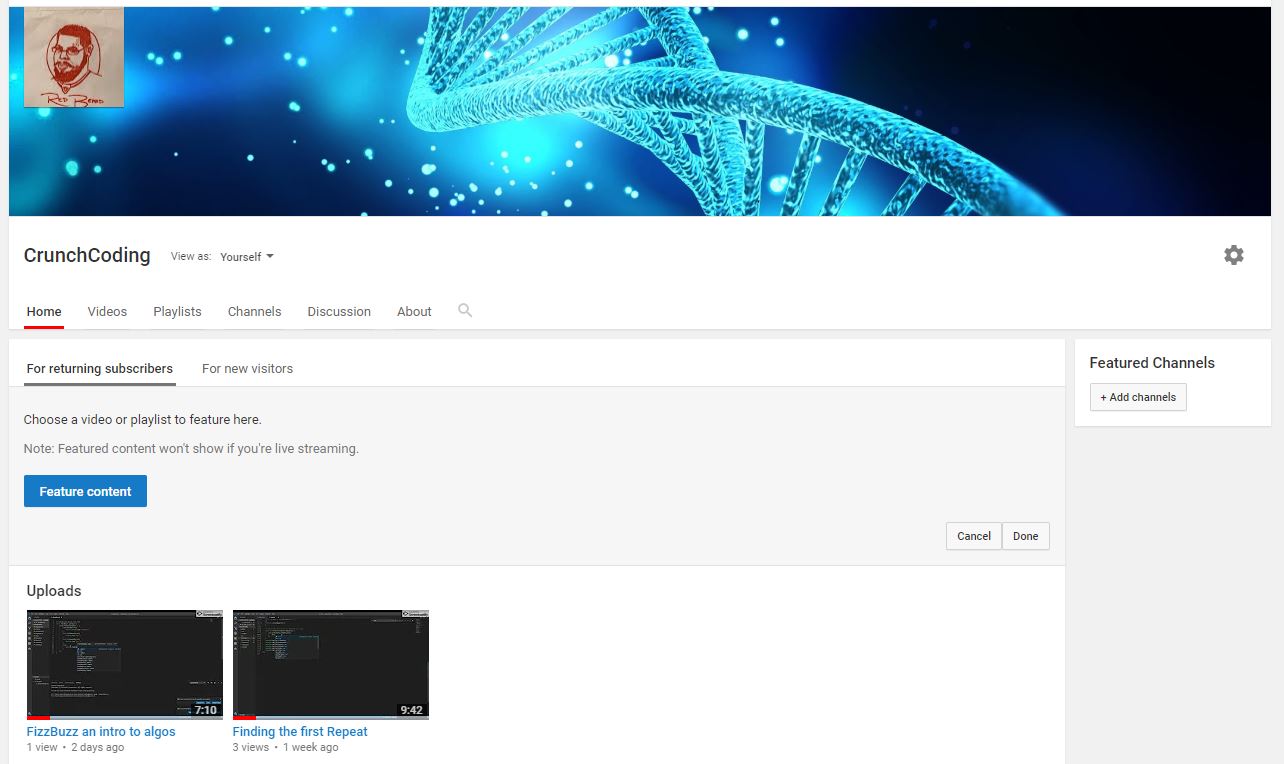 RED BEARD
CrunchCoding View as: Yourself
Home Videos Playlists Channels Discussion About
For returning subscribers For new visitors
Choose a video or playlist to feature here.
Note: Featured content won't show if you're live streaming.
Feature content
Cancel Done
Featured Channels
+ Add channels
Uploads
7:10 9:42
FizzBuzz an intro to algos Finding the first Repeat
1 view • 2 days ago 3 views • 1 week ago